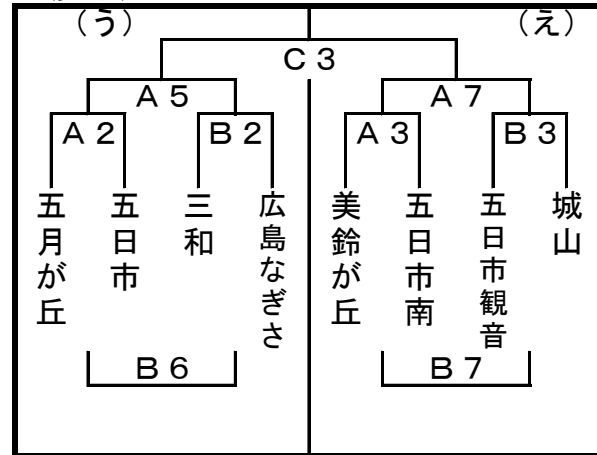 (う) (え)
C3
A5 A7
A2 B2 A3 B3
五月が丘
五日市
三和
広島なぎさ
美鈴が丘
五日市南
五日市観音
城山
B6 B7